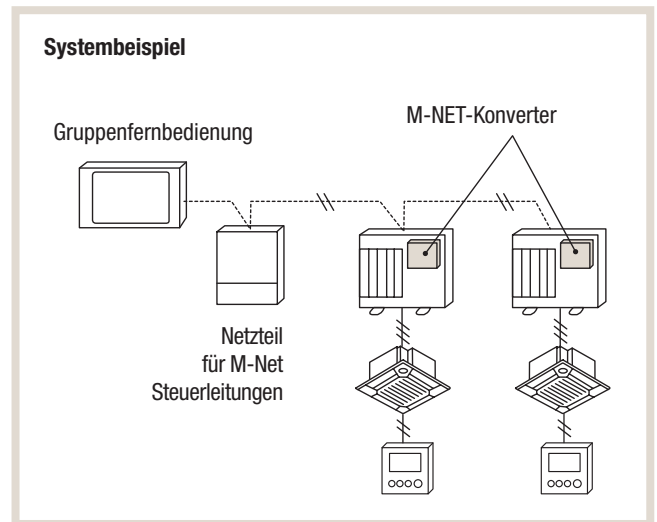 Systembeispiel
M-NET-Konverter
Gruppenfernbedienung
Netzteil
für M-Net
Steuerleitungen